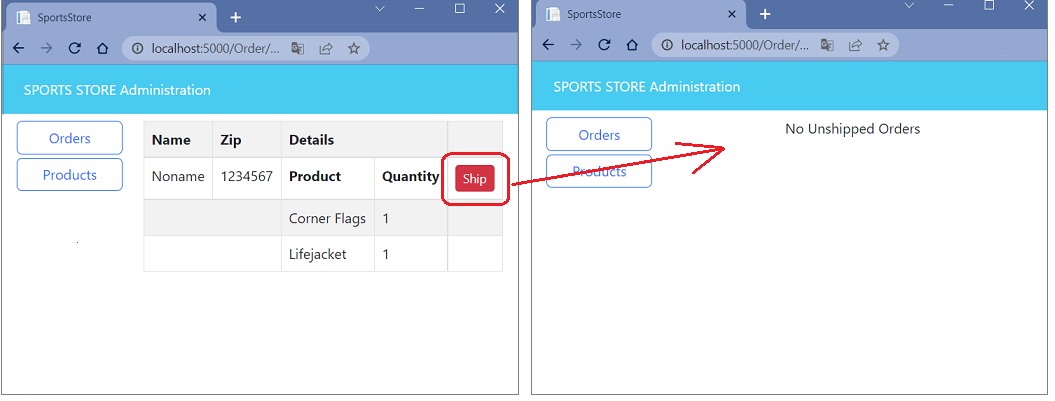 SportsStore
localhost:5000/Order/...
SPORTS STORE Administration
Orders
Products
Name Zip Details
Noname 1234567 Product Quantity Ship
Corner Flags 1
Lifejacket 1
SportsStore
localhost:5000/Order/...
SPORTS STORE Administration
Orders
Products
No Unshipped Orders